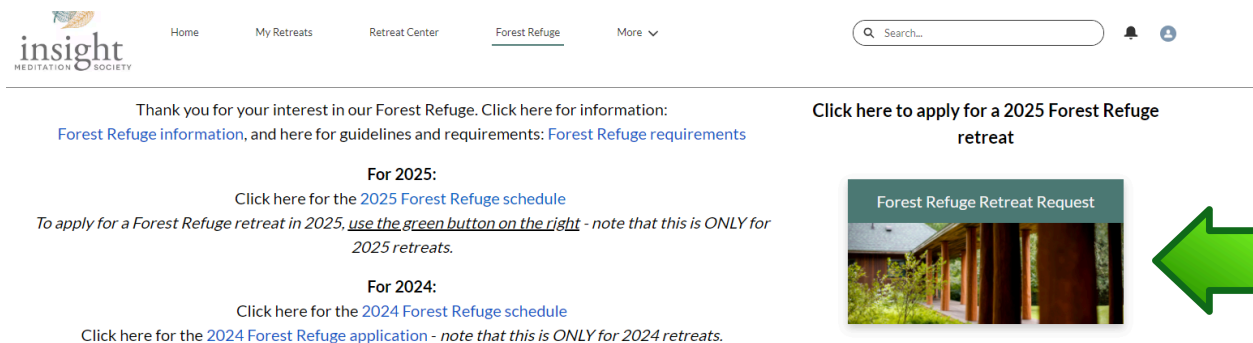 insight
MEDITATION SOCIETY
Home
My Retreats
Retreat Center
Forest Refuge
More
Search...
Thank you for your interest in our Forest Refuge. Click here for information:
Forest Refuge information, and here for guidelines and requirements: Forest Refuge requirements
For 2025:
Click here for the 2025 Forest Refuge schedule
To apply for a Forest Refuge retreat in 2025, use the green button on the right - note that this is ONLY for
2025 retreats.
For 2024:
Click here for the 2024 Forest Refuge schedule
Click here for the 2024 Forest Refuge application - note that this is ONLY for 2024 retreats.
Click here to apply for a 2025 Forest Refuge
retreat
Forest Refuge Retreat Request